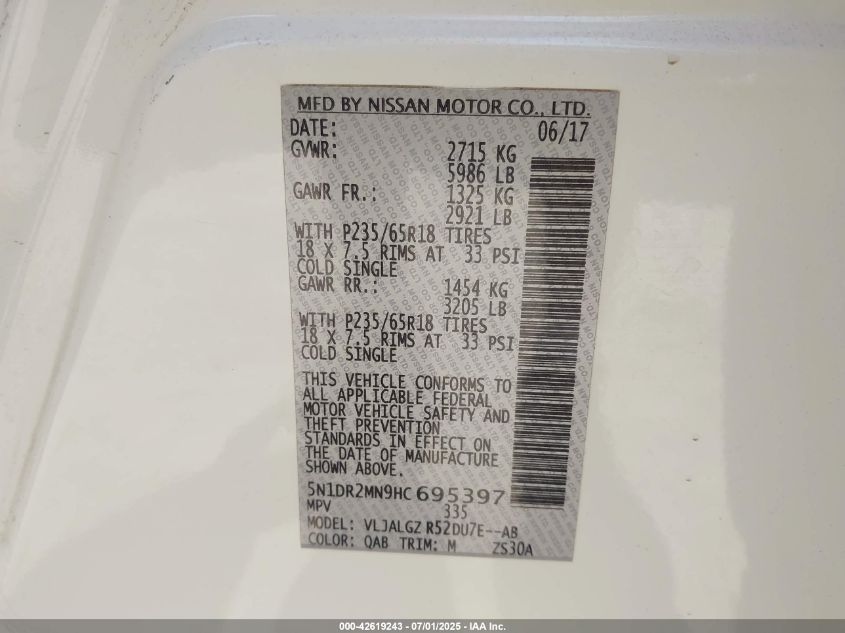 MFD BY NISSAN MOTOR CO., LTD.
DATE: 06/17
GVWR: 2715 KG
5986 LB
GAWR FR.: 1325 KG
2921 LB
WITH P235/65R18 TIRES
18 X 7.5 RIMS AT 33 PSI
COLD SINGLE
GAWR RR.: 1454 KG
3205 LB
WITH P235/65R18 TIRES
18 X 7.5 RIMS AT 33 PSI
COLD SINGLE
THIS VEHICLE CONFORMS TO
ALL APPLICABLE FEDERAL
MOTOR VEHICLE SAFETY AND
THEFT PREVENTION
STANDARDS IN EFFECT ON
THE DATE OF MANUFACTURE
SHOWN ABOVE.
5N1DR2MN9HC695397
MPV 335
MODEL: VLJALGZ R52DU7E--AB
COLOR: QAB TRIM: M ZS30A
000-42619243 - 07/01/2025 - IAA Inc.